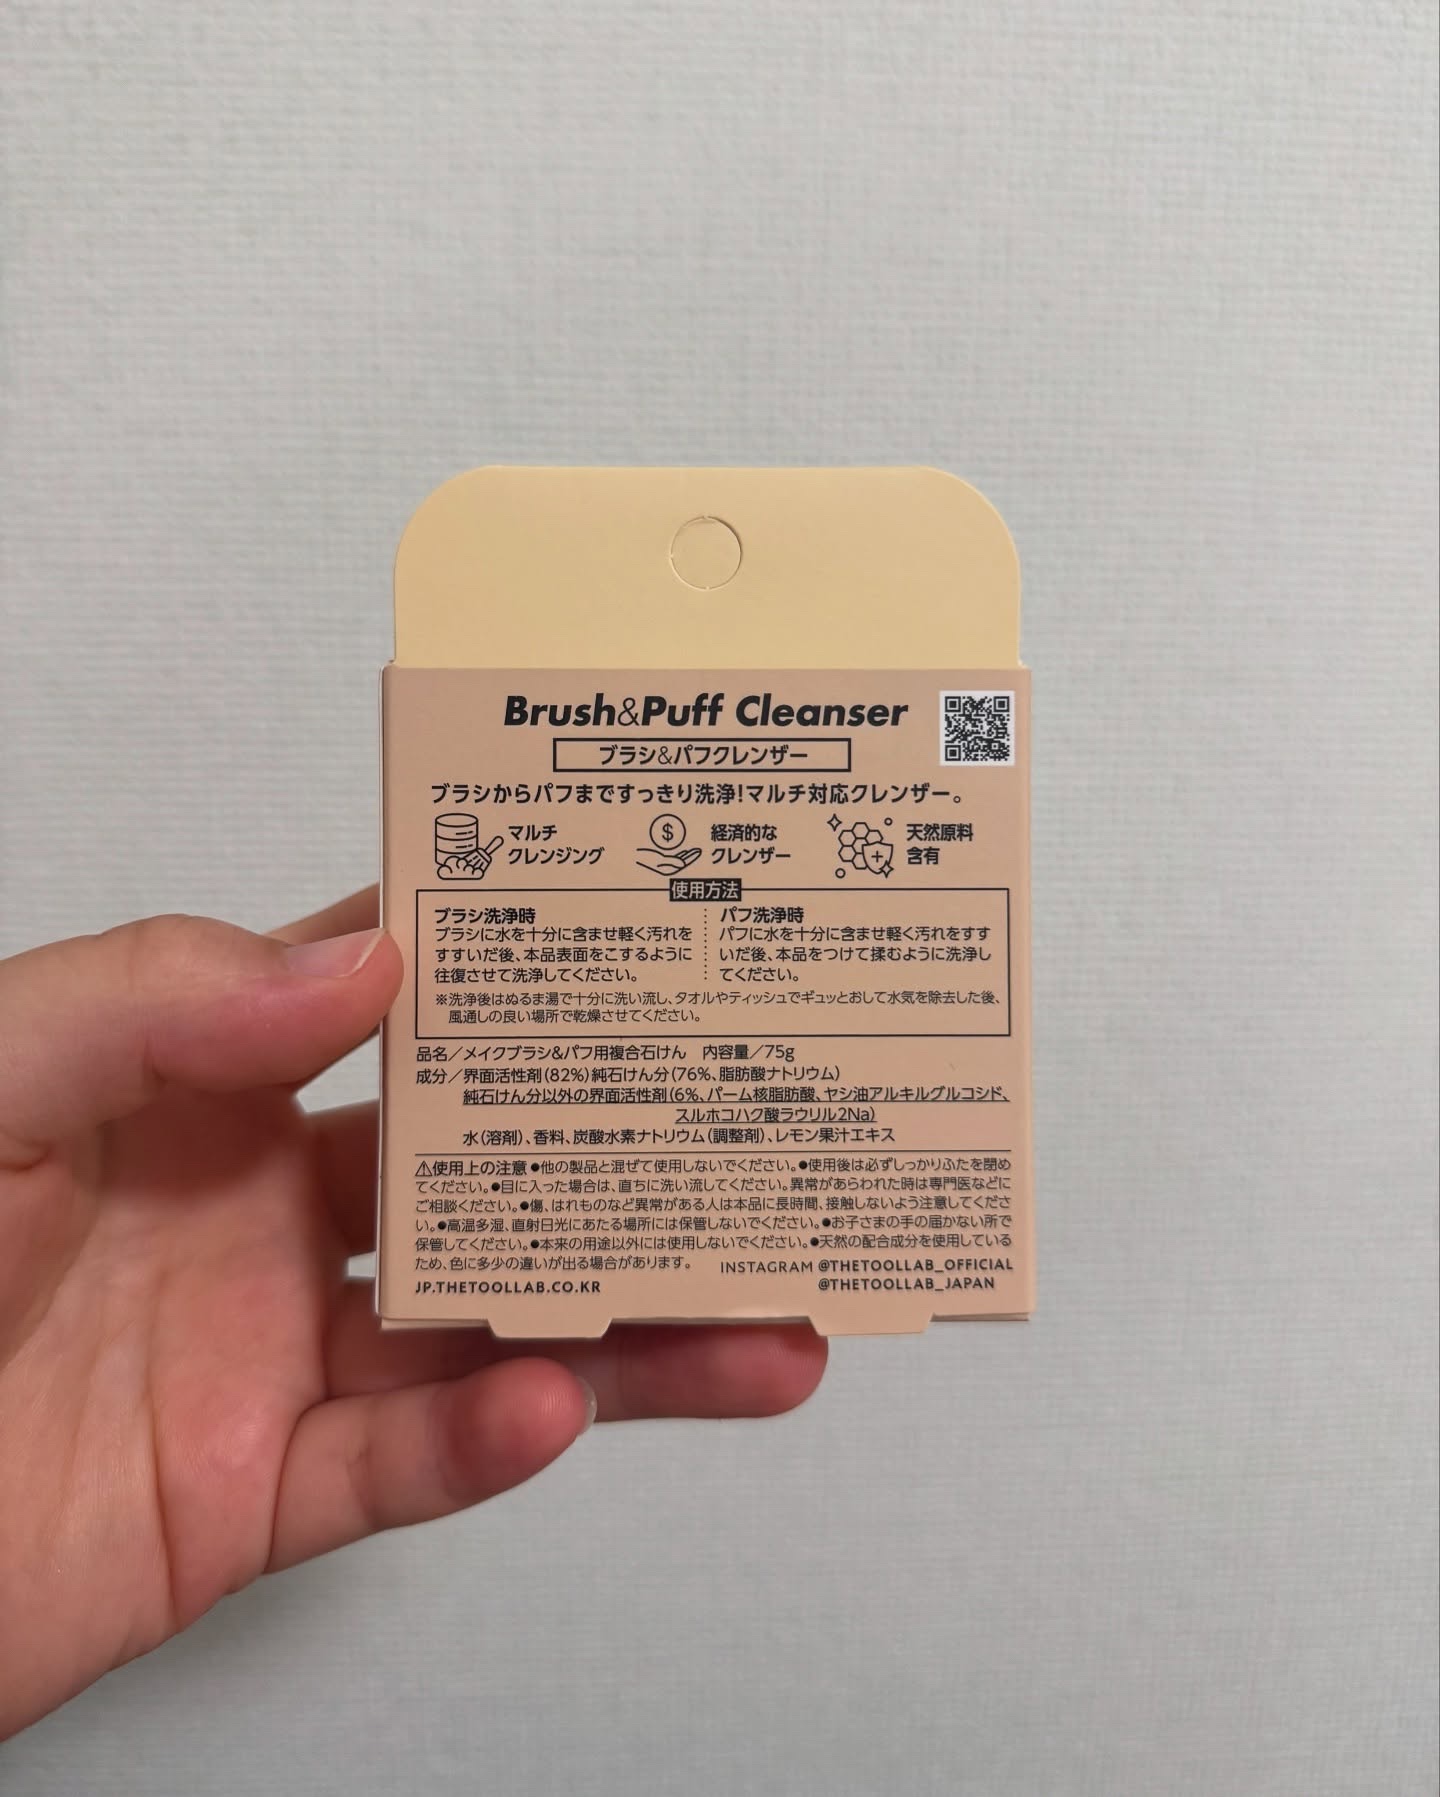 Brush&Puff Cleanser
ブラシ&パフクレンザー
ブラシからパフまですっきり洗浄!マルチ対応クレンザー。
マルチ
クレンジング
$
経済的な
クレンザー
天然原料
含有
使用方法
ブラシ洗浄時
ブラシに水を十分に含ませ軽く汚れを
すすいだ後、本品表面をこするように
往復させて洗浄してください。
パフ洗浄時
パフに水を十分に含ませ軽く汚れをすす
いだ後、本品をつけて揉むように洗浄し
てください。
※洗浄後はぬるま湯で十分に洗い流し、タオルやティッシュでギュッとおして水気を除去した後、
風通しの良い場所で乾燥させてください。
品名/メイクブラシ&パフ用複合石けん 内容量/75g
成分/界面活性剤(82%)純石けん分(76%、脂肪酸ナトリウム)
純石けん分以外の界面活性剤(6%、パーム核脂肪酸、ヤシ油アルキルグルコシド、
スルホコハク酸ラウリル2Na)
水(溶剤)、香料、炭酸水素ナトリウム(調整剤)、レモン果汁エキス
⚠使用上の注意 ●他の製品と混ぜて使用しないでください。●使用後は必ずしっかりふたを閉め
てください。●目に入った場合は、直ちに洗い流してください。異常があらわれた時は専門医などに
ご相談ください。●傷、はれものなど異常がある人は本品に長時間、接触しないよう注意してくださ
い。●高温多湿、直射日光にあたる場所には保管しないでください。●お子さまの手の届かない所で
保管してください。●本来の用途以外には使用しないでください。●天然の配合成分を使用している
ため、色に多少の違いが出る場合があります。
INSTAGRAM @THETOOLLAB_OFFICIAL
JP.THETOOLLAB.CO.KR
@THETOOLLAB_JAPAN